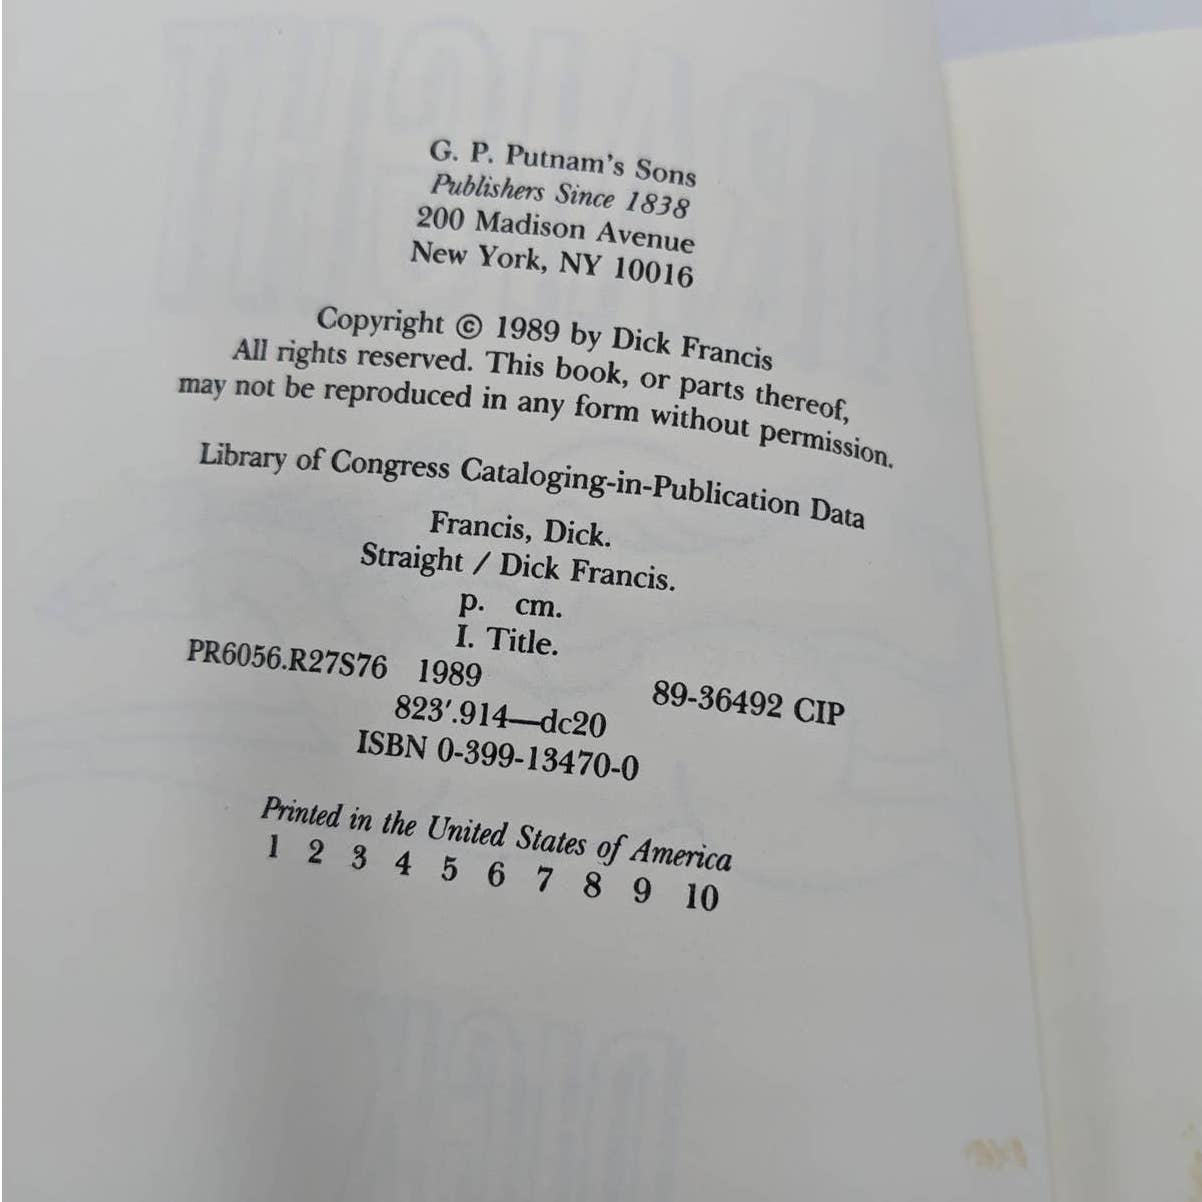 G. P. Putnam's Sons
Publishers Since 1838
200 Madison Avenue
New York, NY 10016
Copyright © 1989 by Dick Francis
All rights reserved. This book, or parts thereof,
may not be reproduced in any form without permission.
Library of Congress Cataloging-in-Publication Data
Francis, Dick.
Straight / Dick Francis.
p. cm.
I. Title.
PR6056.R27S76 1989 89-36492 CIP
823′.914—dc20
ISBN 0-399-13470-0
Printed in the United States of America
1 2 3 4 5 6 7 8 9 10